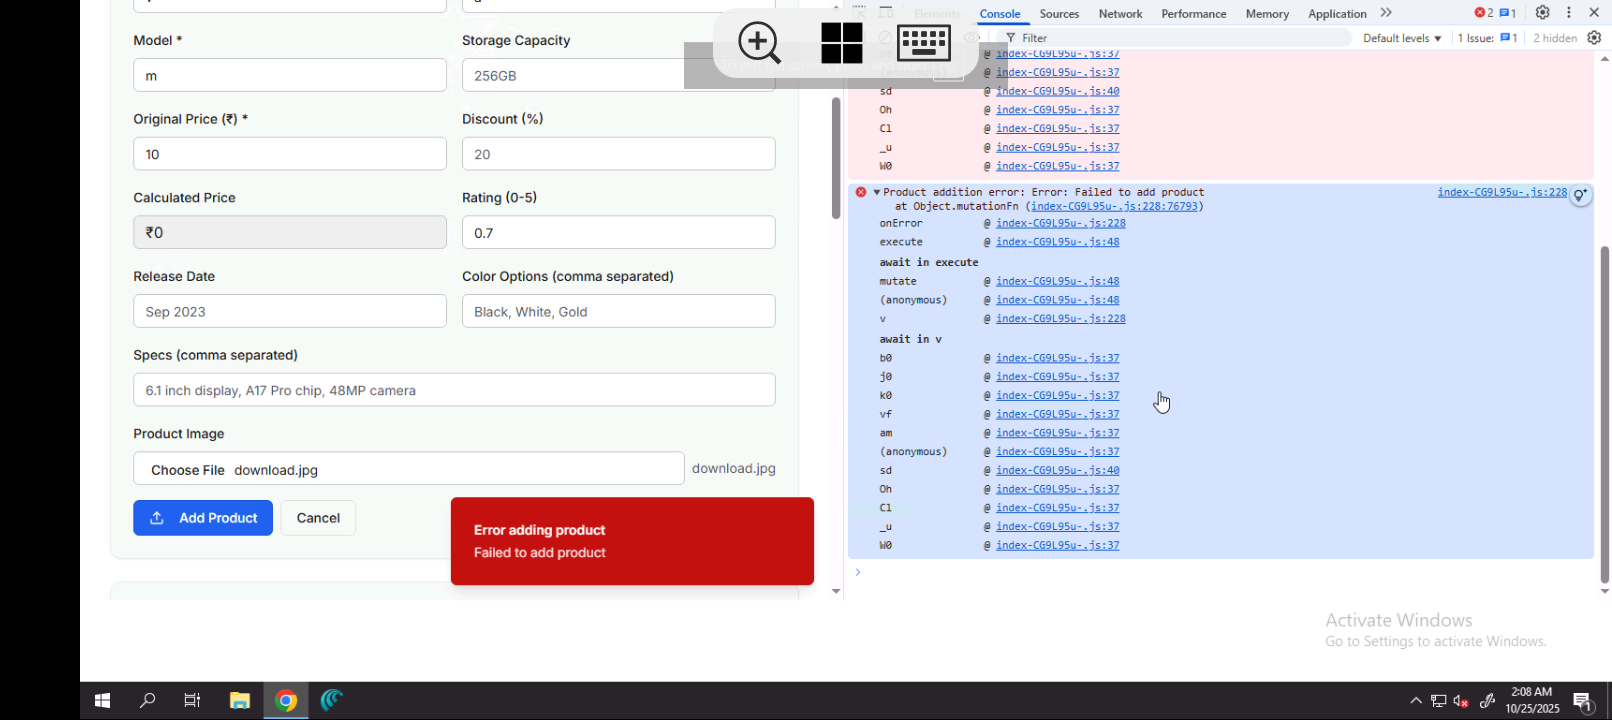 Model *
Storage Capacity
m
256GB
Original Price (₹) *
Discount (%)
10
20
Calculated Price
Rating (0-5)
₹0
0.7
Release Date
Color Options (comma separated)
Sep 2023
Black, White, Gold
Specs (comma separated)
6.1 inch display, A17 Pro chip, 48MP camera
Product Image
Choose File download.jpg
download.jpg
Add Product
Cancel
Error adding product
Failed to add product
Elements Console Sources Network Performance Memory Application 2 1
Filter Default levels ▼ 1 Issue: 1 2 hidden
am @ index-CG9L95u-.js:37
(anonymous) @ index-CG9L95u-.js:37
sd @ index-CG9L95u-.js:40
Oh @ index-CG9L95u-.js:37
Cl @ index-CG9L95u-.js:37
_u @ index-CG9L95u-.js:37
W0 @ index-CG9L95u-.js:37
▼Product addition error: Error: Failed to add product index-CG9L95u-.js:228
at Object.mutationFn (index-CG9L95u-.js:228:76793)
onError @ index-CG9L95u-.js:228
execute @ index-CG9L95u-.js:48
await in execute
mutate @ index-CG9L95u-.js:48
(anonymous) @ index-CG9L95u-.js:48
v @ index-CG9L95u-.js:228
await in v
b0 @ index-CG9L95u-.js:37
j0 @ index-CG9L95u-.js:37
k0 @ index-CG9L95u-.js:37
vf @ index-CG9L95u-.js:37
am @ index-CG9L95u-.js:37
(anonymous) @ index-CG9L95u-.js:37
sd @ index-CG9L95u-.js:40
Oh @ index-CG9L95u-.js:37
Cl @ index-CG9L95u-.js:37
_u @ index-CG9L95u-.js:37
W0 @ index-CG9L95u-.js:37
Activate Windows
Go to Settings to activate Windows.
2:08 AM
10/25/2025
1